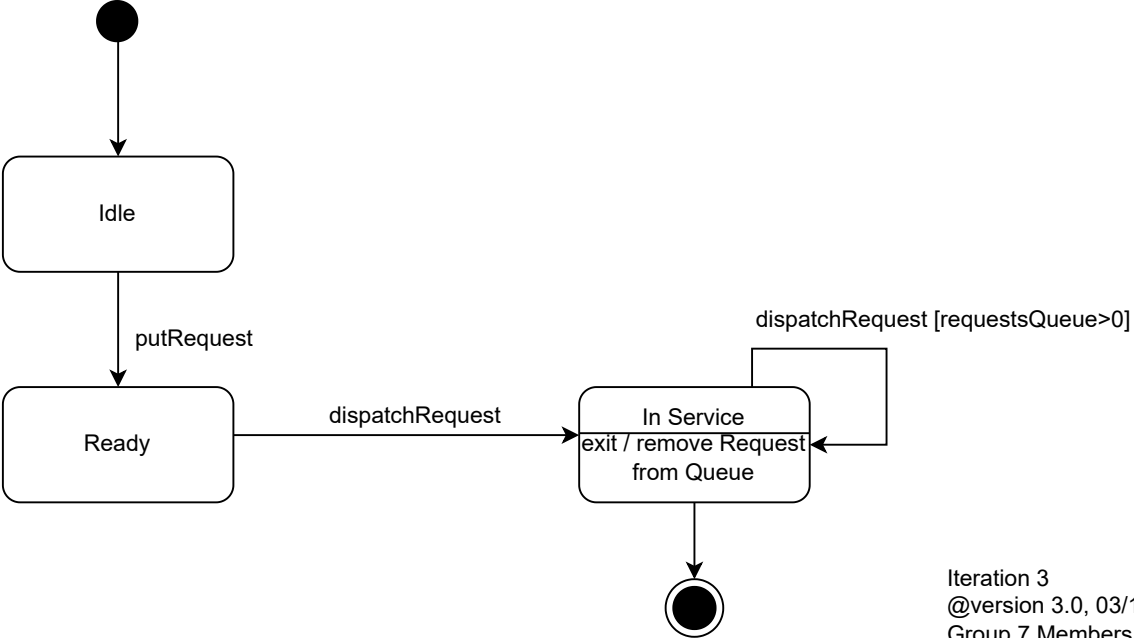 Idle
putRequest
dispatchRequest [requestsQueue>0]
Ready
dispatchRequest
In Service
exit / remove Request
from Queue
Iteration 3
@version 3.0, 03/
Group 7 Members